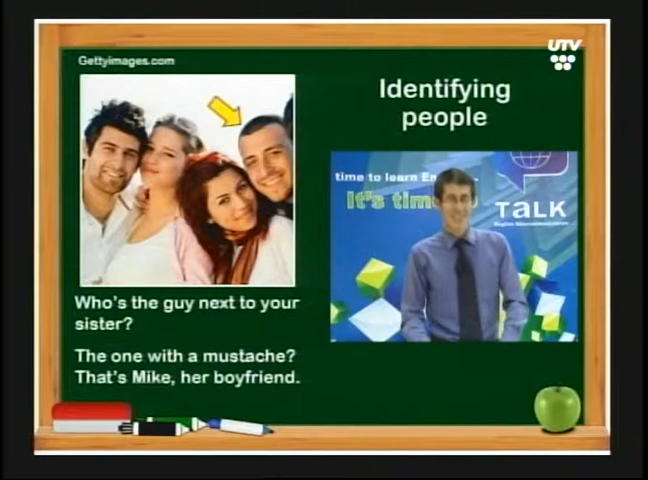 UTV
Gettyimages.com
Identifying
people
time to learn En
It's tim
TaLK
Who's the guy next to your
sister?
The one with a mustache?
That's Mike, her boyfriend.